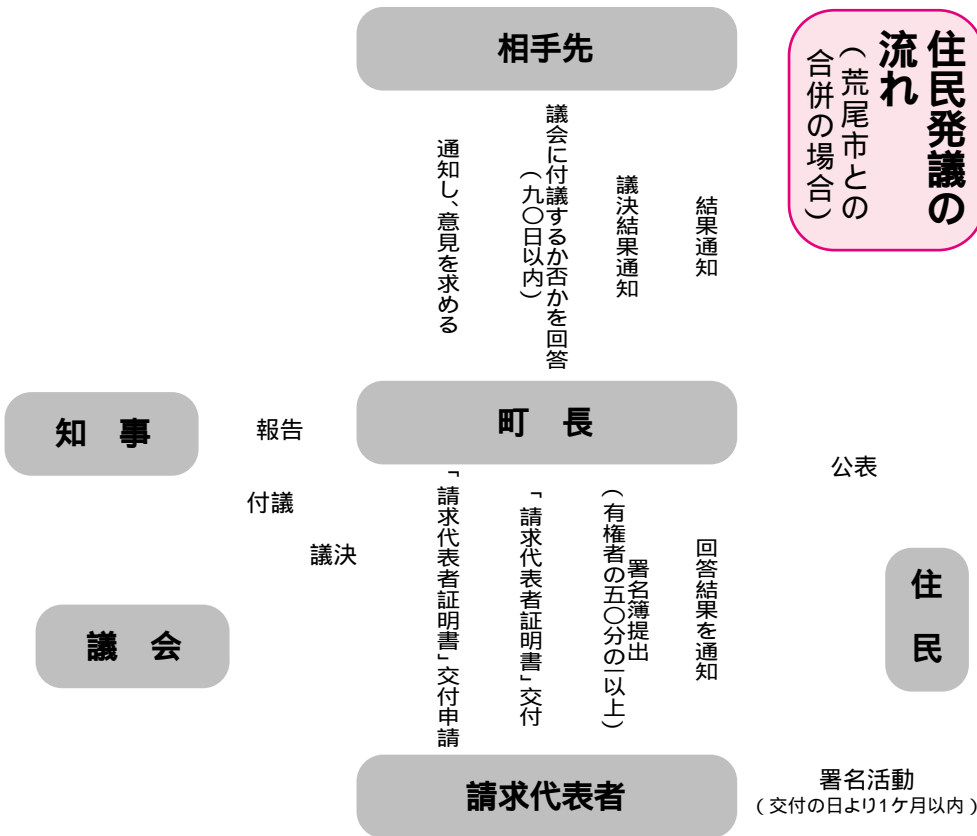 住民発議の
流れ
（荒尾市との
合併の場合）
相手先
結果通知
議決結果通知
議会に付議するか否かを回答
（九〇日以内）
通知し、意見を求める
知　事
報告
町　長
公表
付議
議決
議　会
回答結果を通知
署名簿提出
（有権者の五〇分の一以上）
「請求代表者証明書」交付
「請求代表者証明書」交付申請
住民
請求代表者
署名活動
（交付の日より1ケ月以内）